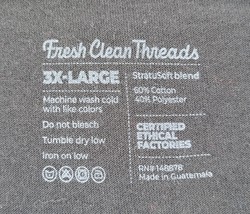 Fresh Clean Threads
3X-LARGE
Machine wash cold
with like colors
Do not bleach
Tumble dry low
Iron on low
StratuSoft blend
60% Cotton
40% Polyester
CERTIFIED
ETHICAL
FACTORIES
RN# 148878
Made in Guatemala